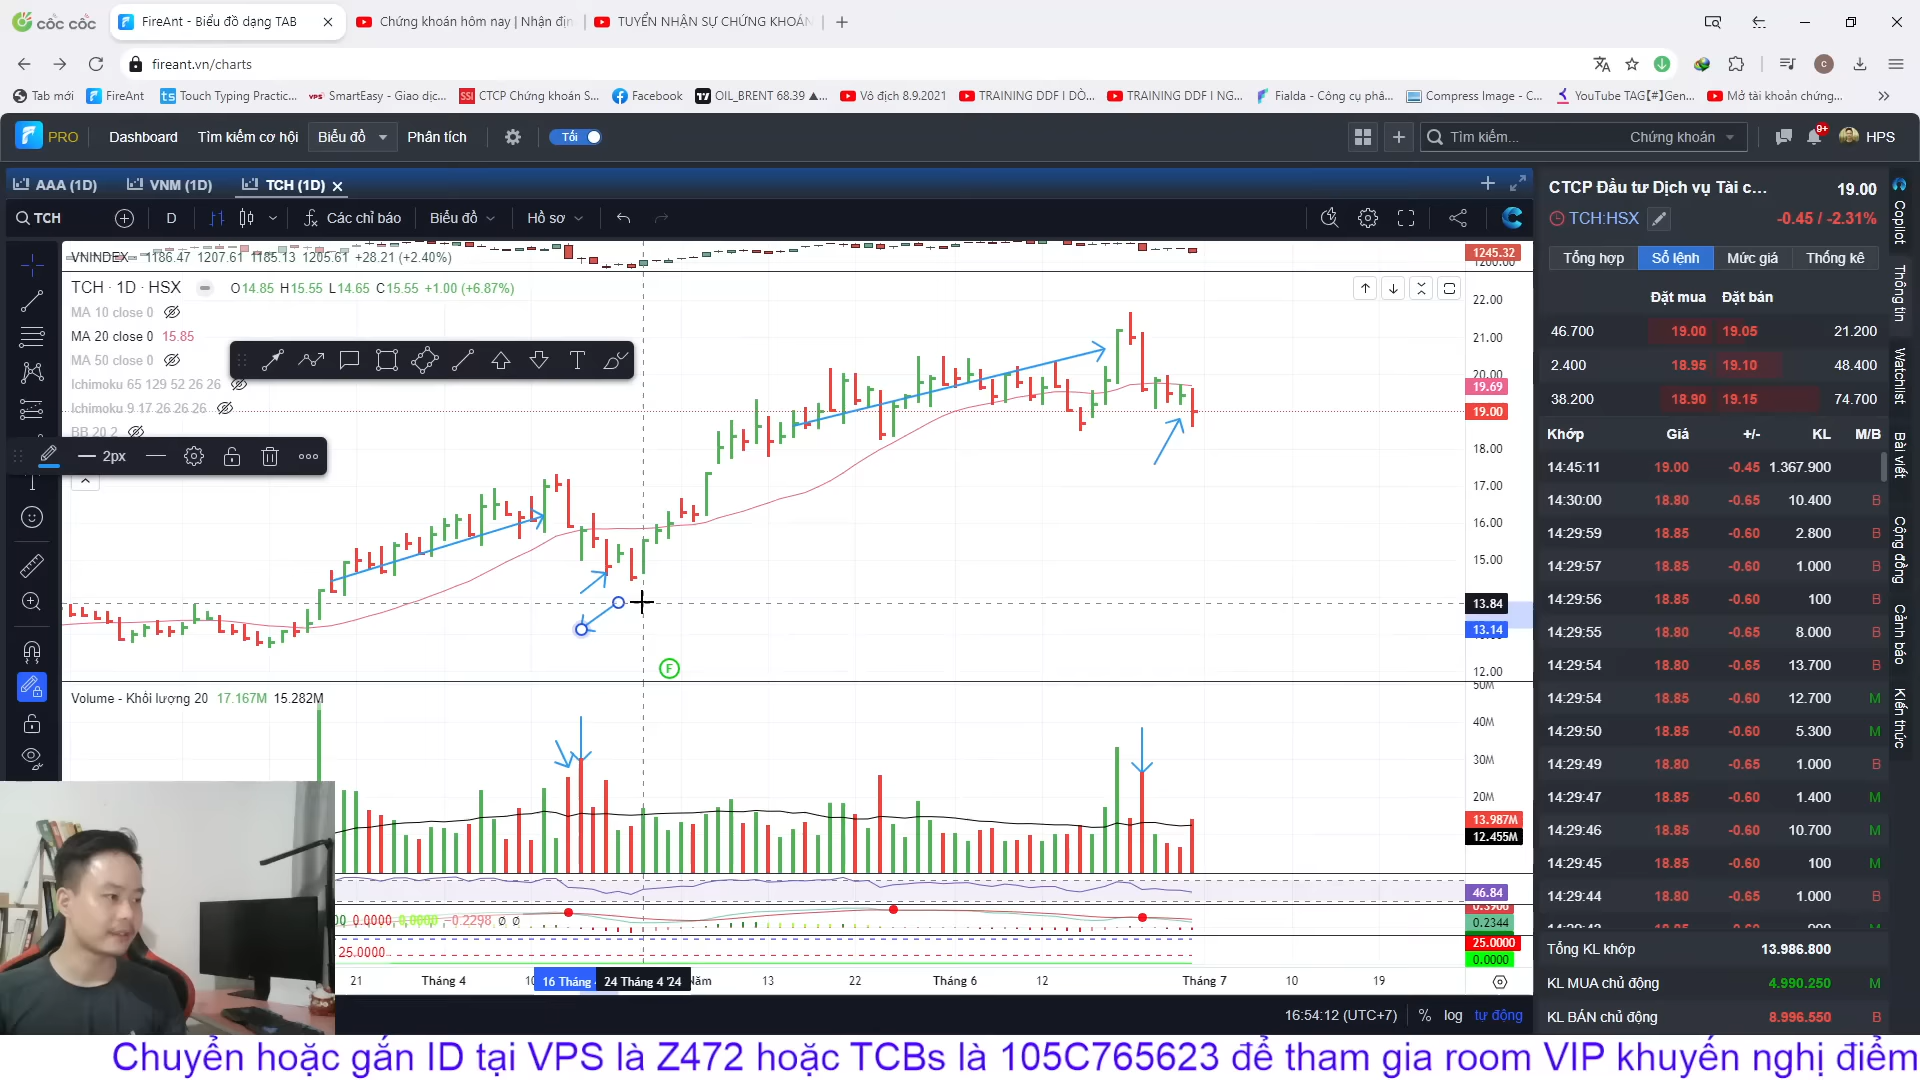 cốc cốc
FireAnt - Biểu đồ dạng TAB
Chứng khoán hôm nay | Nhận địn
TUYỂN NHÂN SỰ CHỨNG KHOÁN
fireant.vn/charts
Tab mới
FireAnt
Touch Typing Practic...
SmartEasy - Giao dịc...
CTCP Chứng khoán S...
Facebook
OIL_BRENT 68.39 ▲...
Vô địch 8.9.2021
TRAINING DDF I DÒ...
TRAINING DDF I NG...
Fialda - Công cụ phâ...
Compress Image - C...
YouTube TAG【#】Gen...
Mở tài khoản chứng...
PRO
Dashboard
Tìm kiếm cơ hội
Biểu đồ
Phân tích
Tối
Tìm kiếm...
Chứng khoán
9+
HPS
AAA (1D)
VNM (1D)
TCH (1D)
TCH
D
Các chỉ báo
Biểu đồ
Hồ sơ
VNINDEX 1186.47 1207.61 1185.13 1205.61 +28.21 (+2.40%)
TCH · 1D · HSX
O14.85 H15.55 L14.65 C15.55 +1.00 (+6.87%)
MA 10 close 0
MA 20 close 0 15.85
MA 50 close 0
Ichimoku 65 129 52 26 26
Ichimoku 9 17 26 26 26
BB 20 2
2px
1245.32
1200.00
22.00
21.00
20.00
19.69
19.00
18.00
17.00
16.00
15.00
13.84
13.14
12.00
F
Volume - Khối lượng 20 17.167M 15.282M
50M
40M
30M
20M
13.987M
12.455M
46.84
0.0000 0.0000 −0.2298 ∅ ∅
0.3906
0.2344
25.0000
25.0000
0.0000
21
Tháng 4
16 Tháng
24 Tháng 4 '24
13
22
Tháng 6
12
Tháng 7
10
19
16:54:12 (UTC+7)
%
log
tự động
CTCP Đầu tư Dịch vụ Tài c...
19.00
TCH:HSX
-0.45 / -2.31%
Tổng hợp
Sổ lệnh
Mức giá
Thống kê
Đặt mua
Đặt bán
46.700 19.00 19.05 21.200
2.400 18.95 19.10 48.400
38.200 18.90 19.15 74.700
Khớp Giá +/- KL M/B
14:45:11 19.00 -0.45 1.367.900
14:30:00 18.80 -0.65 10.400 B
14:29:59 18.85 -0.60 2.800 B
14:29:57 18.85 -0.60 1.000 B
14:29:56 18.85 -0.60 100 B
14:29:55 18.80 -0.65 8.000 B
14:29:54 18.80 -0.65 13.700 B
14:29:54 18.85 -0.60 12.700 M
14:29:50 18.85 -0.60 5.300 M
14:29:49 18.80 -0.65 1.000 B
14:29:47 18.85 -0.60 1.400 M
14:29:46 18.85 -0.60 10.700 M
14:29:45 18.85 -0.60 100 M
14:29:44 18.80 -0.65 1.000 B
Tổng KL khớp 13.986.800
KL MUA chủ động 4.990.250 M
KL BÁN chủ động 8.996.550 B
Copilot
Thông tin
Watchlist
Bài viết
Cộng đồng
Cảnh báo
Kiến thức
Chuyển hoặc gắn ID tại VPS là Z472 hoặc TCBs là 105C765623 để tham gia room VIP khuyến nghị điểm